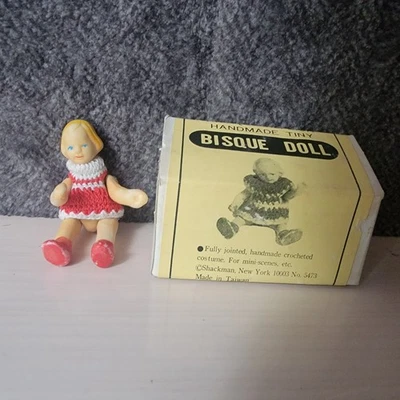 HANDMADE TINY
BISQUE DOLL
● Fully jointed, handmade crocheted
costume. For mini-scenes, etc.
©Shackman, New York 10003 No. 5473
Made in Taiwan